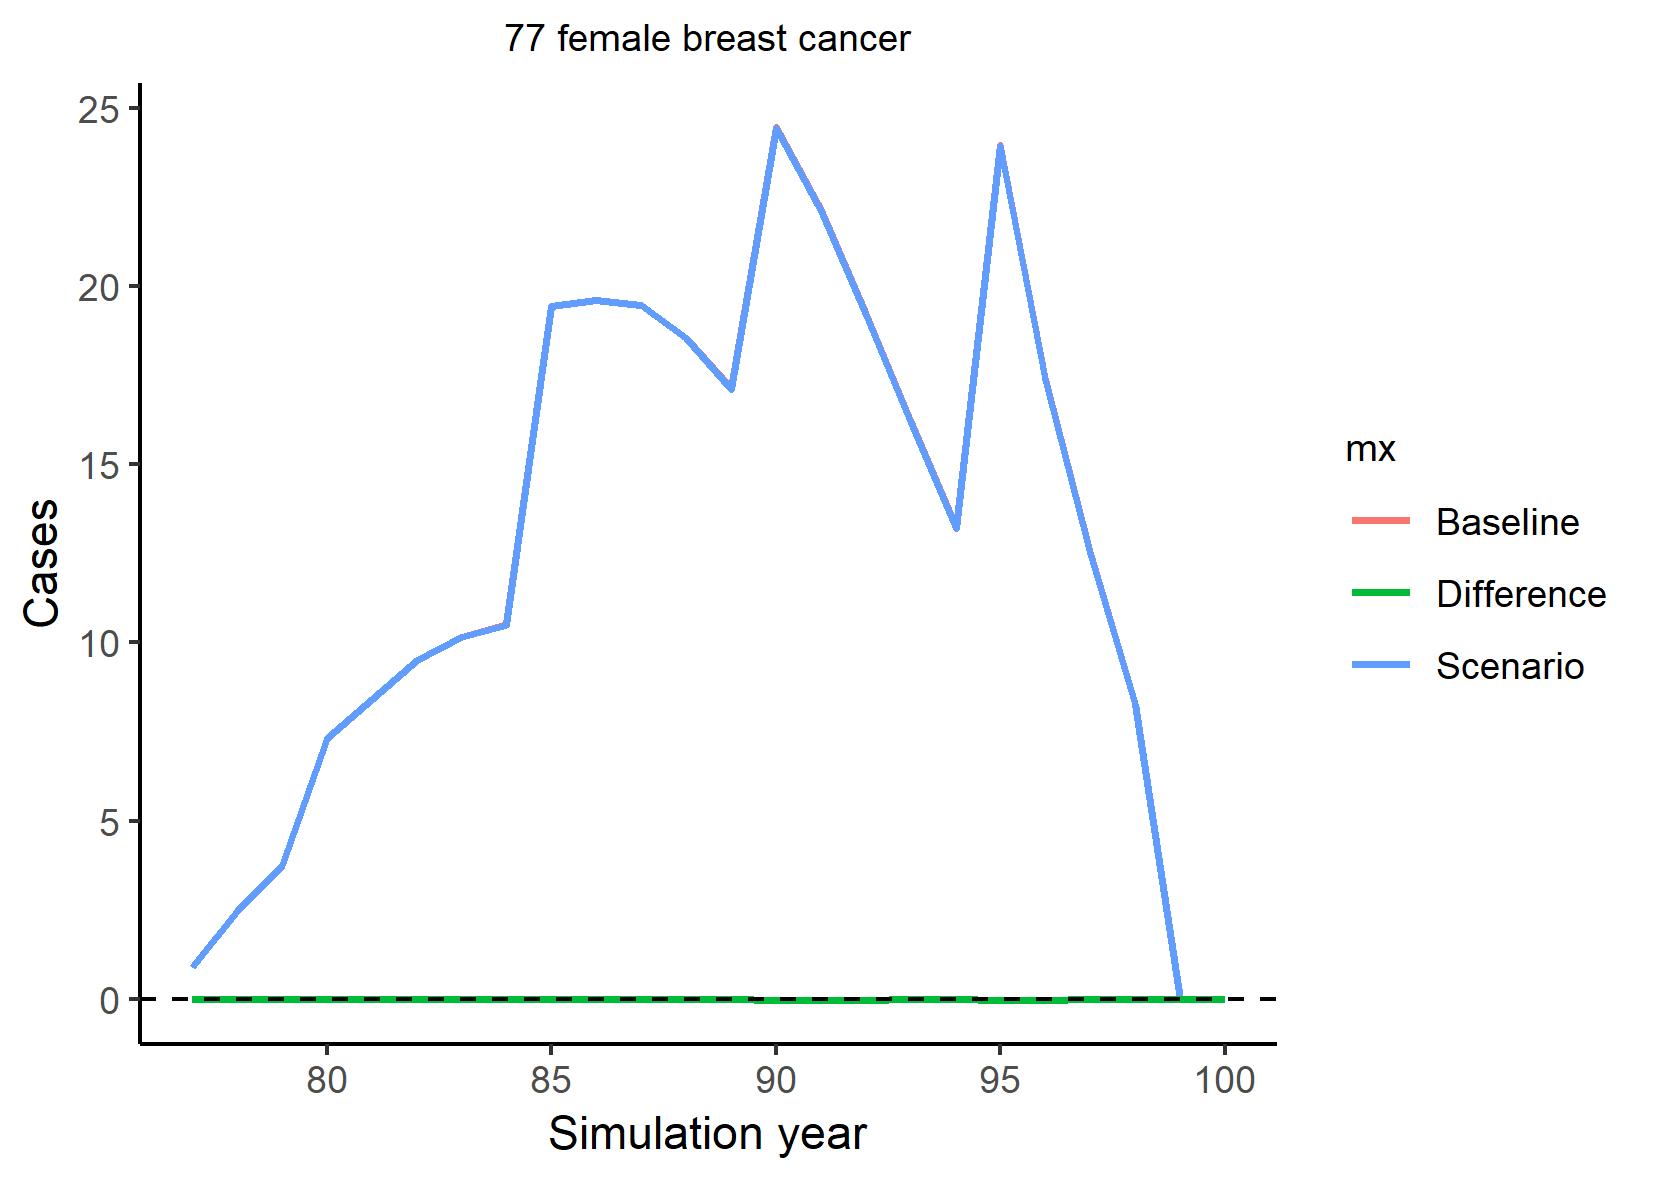 77 female breast cancer
25
20
15
10
5
0
Cases
80 85 90 95 100
Simulation year
mx
Baseline
Difference
Scenario